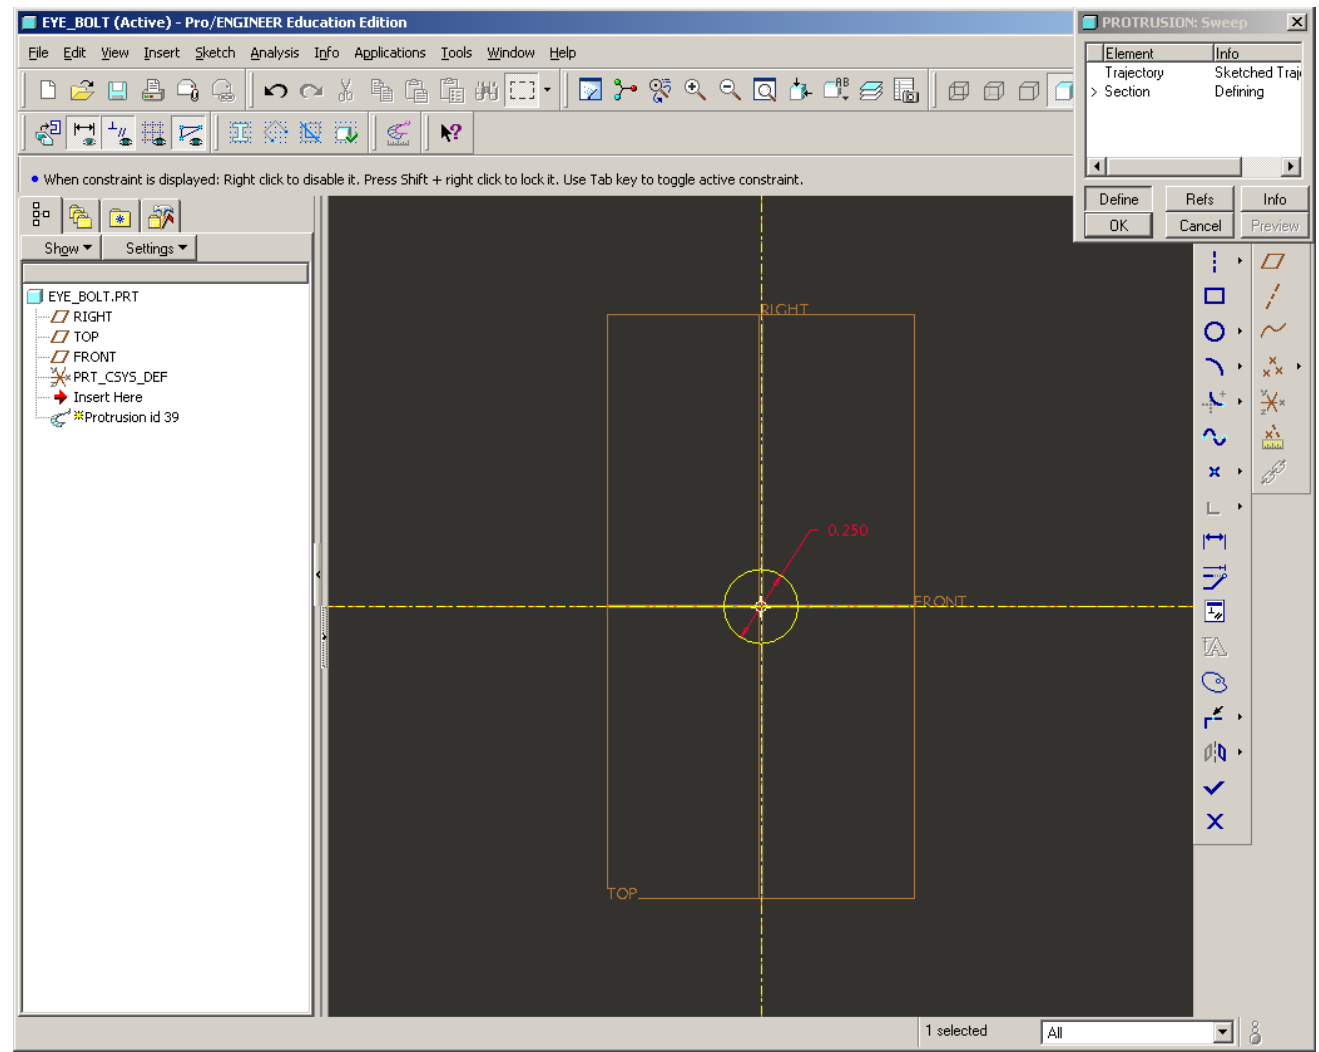 EYE_BOLT (Active) - Pro/ENGINEER Education Edition
PROTRUSION: Sweep
File Edit View Insert Sketch Analysis Info Applications Tools Window Help
Element Info
Trajectory Sketched Traj
> Section Defining
When constraint is displayed: Right click to disable it. Press Shift + right click to lock it. Use Tab key to toggle active constraint.
Define Refs Info
OK Cancel Preview
Show Settings
EYE_BOLT.PRT
RIGHT
TOP
FRONT
PRT_CSYS_DEF
Insert Here
Protrusion id 39
RIGHT
0.250
FRONT
TOP
1 selected All